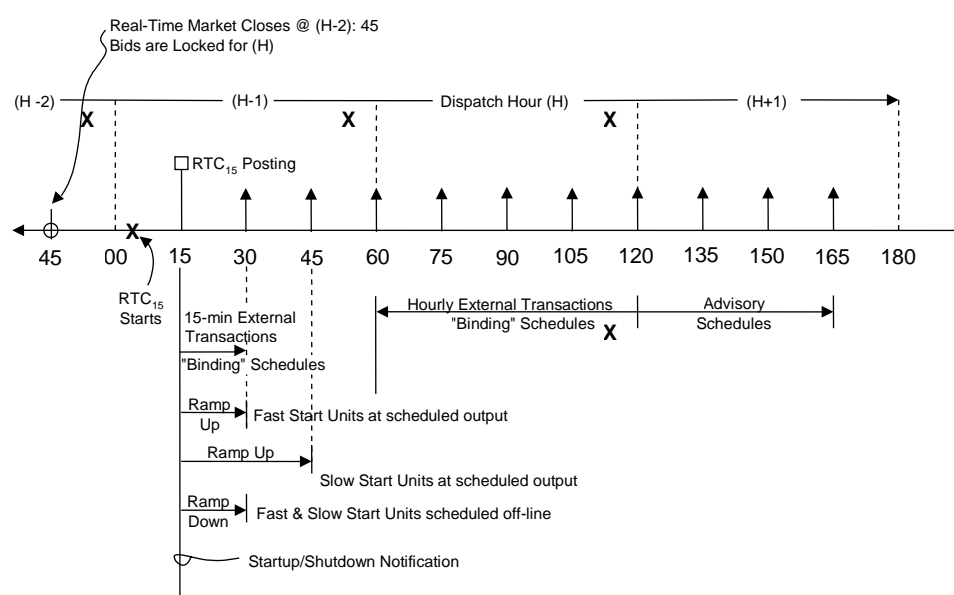 Real-Time Market Closes @ (H-2): 45
Bids are Locked for (H)
(H -2)
(H-1)
Dispatch Hour (H)
(H+1)
X
X
X
RTC15 Posting
X
45
00
15
30
45
60
75
90
105
120
135
150
165
180
RTC15
Starts
15-min External
Transactions
"Binding" Schedules
Hourly External Transactions
"Binding" Schedules
X
Advisory
Schedules
Ramp
Up
Fast Start Units at scheduled output
Ramp Up
Slow Start Units at scheduled output
Ramp
Down
Fast & Slow Start Units scheduled off-line
Startup/Shutdown Notification